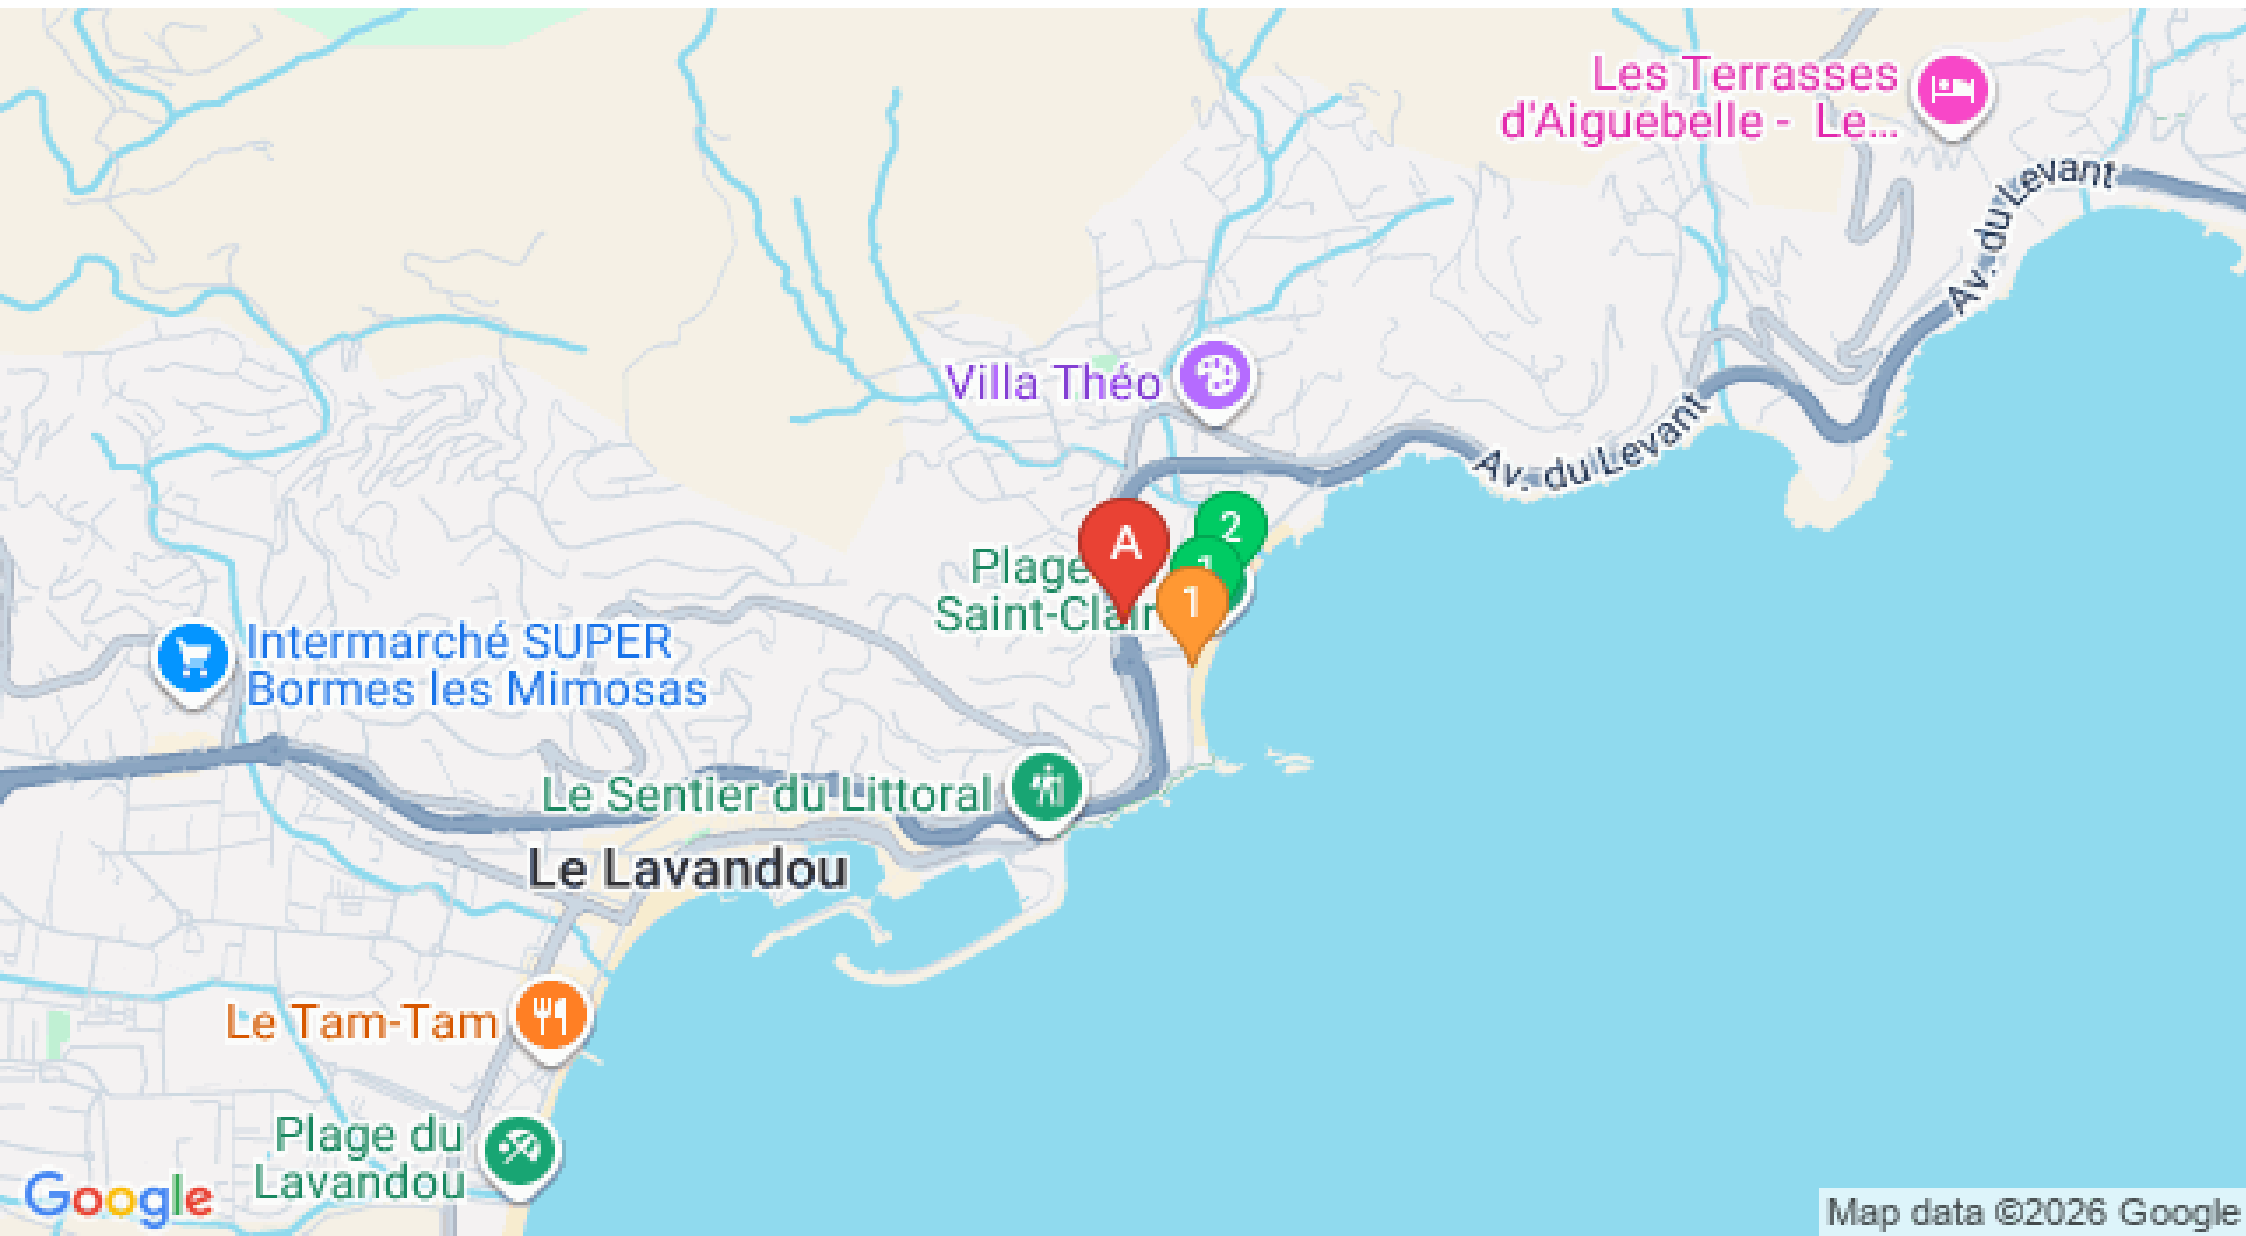 Les Terrasses
d'Aiguebelle - Le...
Av. du Levant
Villa Théo
Av. du Levant
2
A
1
Plage
Saint-Clair
1
Intermarché SUPER
Bormes les Mimosas
Le Sentier du Littoral
Le Lavandou
Le Tam-Tam
Plage du
Lavandou
Google
Map data ©2026 Google